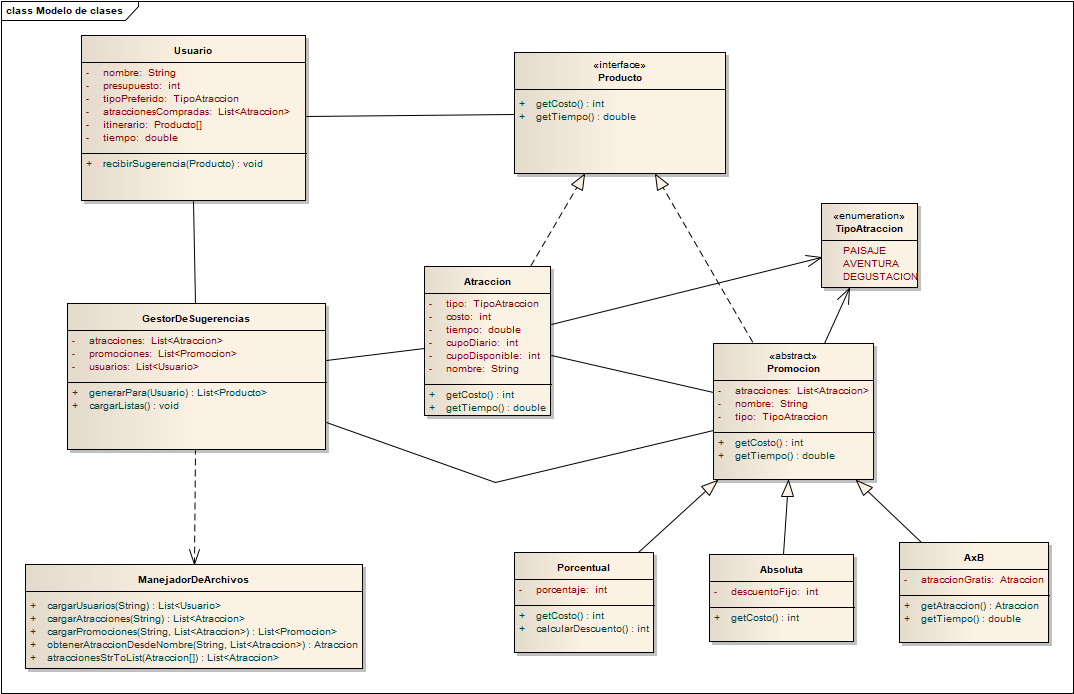 class Modelo de clases
Usuario
- nombre: String
- presupuesto: int
- tipoPreferido: TipoAtraccion
- atraccionesCompradas: List<Atraccion>
- itinerario: Producto[]
- tiempo: double
+ recibirSugerencia(Producto) : void
«interface»
Producto
+ getCosto() : int
+ getTiempo() : double
«enumeration»
TipoAtraccion
PAISAJE
AVENTURA
DEGUSTACION
Atraccion
- tipo: TipoAtraccion
- costo: int
- tiempo: double
- cupoDiario: int
- cupoDisponible: int
- nombre: String
+ getCosto() : int
+ getTiempo() : double
GestorDeSugerencias
- atracciones: List<Atraccion>
- promociones: List<Promocion>
- usuarios: List<Usuario>
+ generarPara(Usuario) : List<Producto>
+ cargarListas() : void
«abstract»
Promocion
- atracciones: List<Atraccion>
- nombre: String
- tipo: TipoAtraccion
+ getCosto() : int
+ getTiempo() : double
ManejadorDeArchivos
+ cargarUsuarios(String) : List<Usuario>
+ cargarAtracciones(String) : List<Atraccion>
+ cargarPromociones(String, List<Atraccion>) : List<Promocion>
+ obtenerAtraccionDesdeNombre(String, List<Atraccion>) : Atraccion
+ atraccionesStrToList(Atraccion[]) : List<Atraccion>
Porcentual
- porcentaje: int
+ getCosto() : int
+ calcularDescuento() : int
Absoluta
- descuentoFijo: int
+ getCosto() : int
AxB
- atraccionGratis: Atraccion
+ getAtraccion() : Atraccion
+ getTiempo() : double